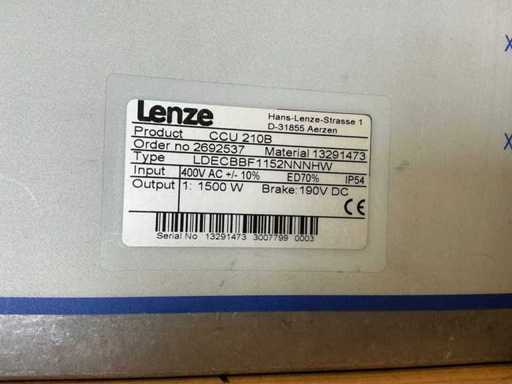 Lenze
Hans-Lenze-Strasse 1
D-31855 Aerzen
Product CCU 210B
Order no 2692537 Material 13291473
Type LDECBBF1152NNNHW
Input 400V AC +/- 10% ED70% IP54
Output 1: 1500 W Brake: 190V DC
CE
Serial No 13291473 3007799 0003
X
X